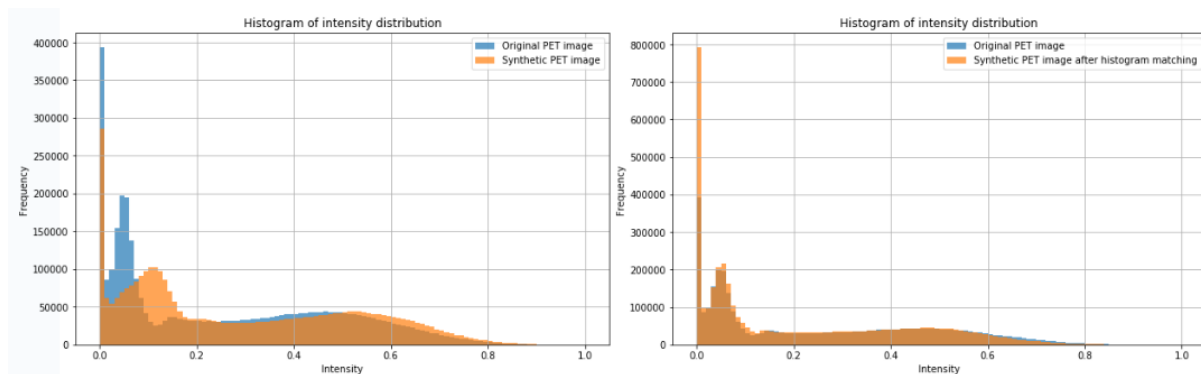 Histogram of intensity distribution
400000
350000
300000
250000
200000
150000
100000
50000
0
Frequency
Original PET image
Synthetic PET image
0.0 0.2 0.4 0.6 0.8 1.0
Intensity
Histogram of intensity distribution
800000
700000
600000
500000
400000
300000
200000
100000
0
Frequency
Original PET image
Synthetic PET image after histogram matching
0.0 0.2 0.4 0.6 0.8 1.0
Intensity